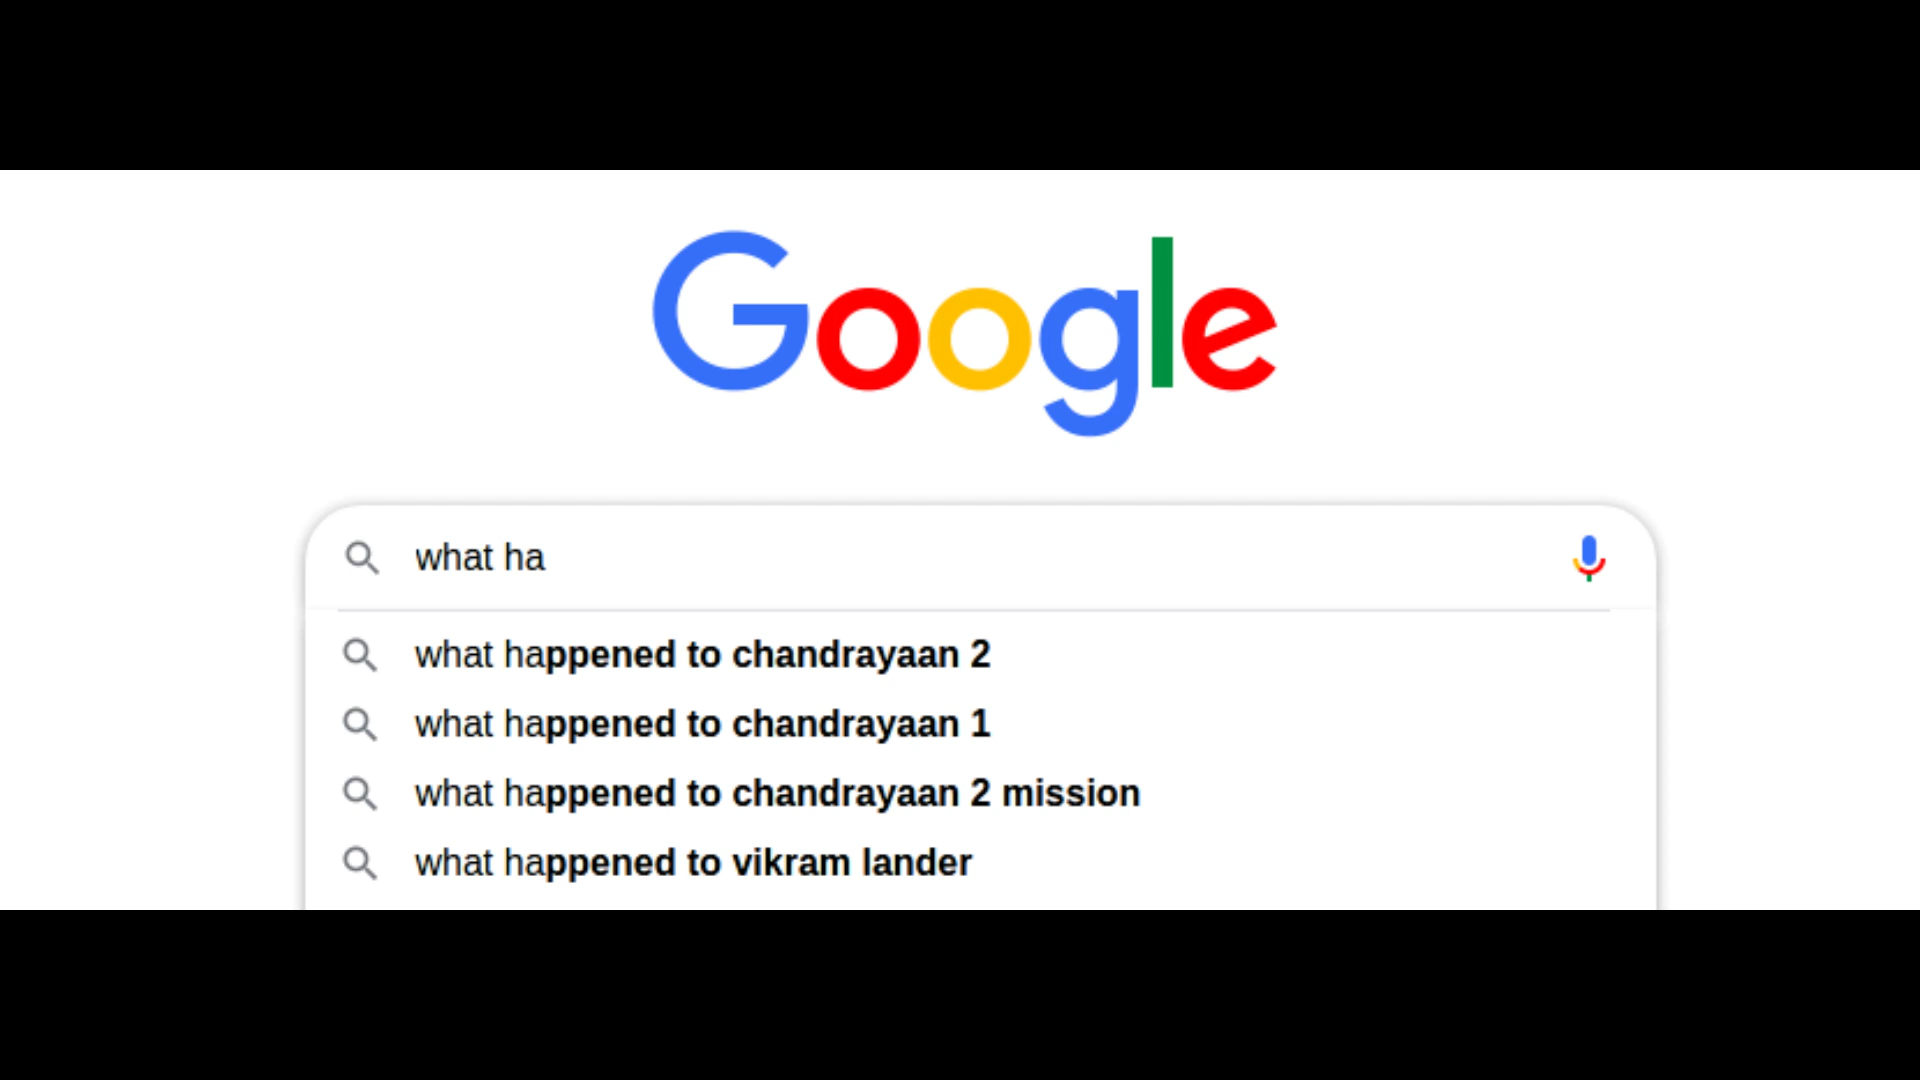 Google
what ha
what happened to chandrayaan 2
what happened to chandrayaan 1
what happened to chandrayaan 2 mission
what happened to vikram lander